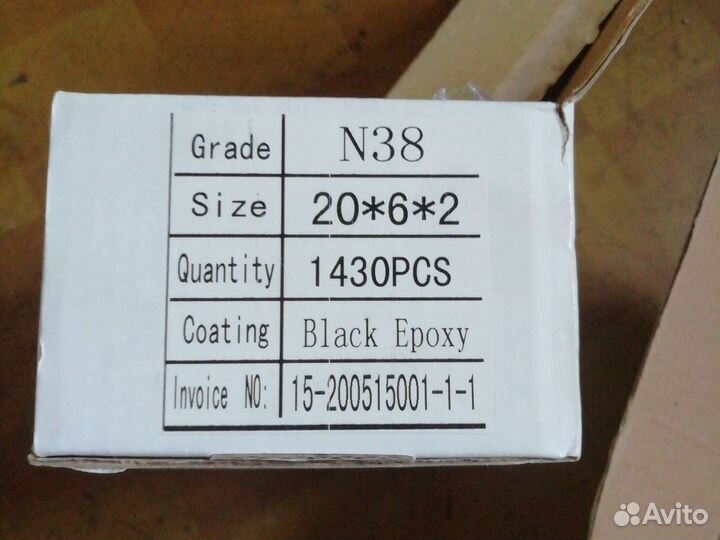 Grade N38
Size 20*6*2
Quantity 1430PCS
Coating Black Epoxy
Invoice NO: 15-200515001-1-1
Avito